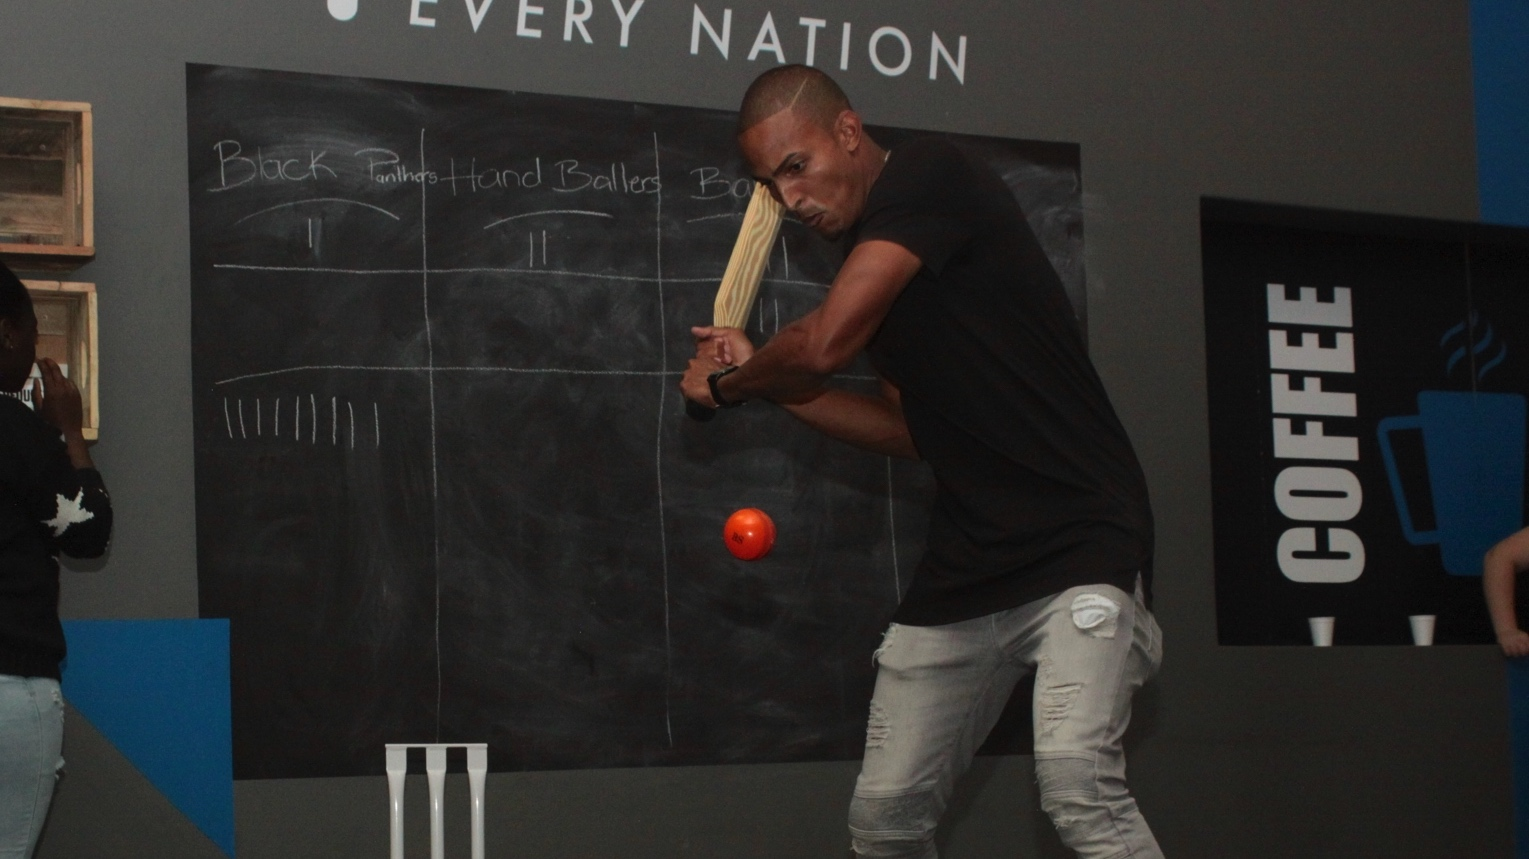 EVERY NATION
Black Panthers
Hand Ballers
COFFEE